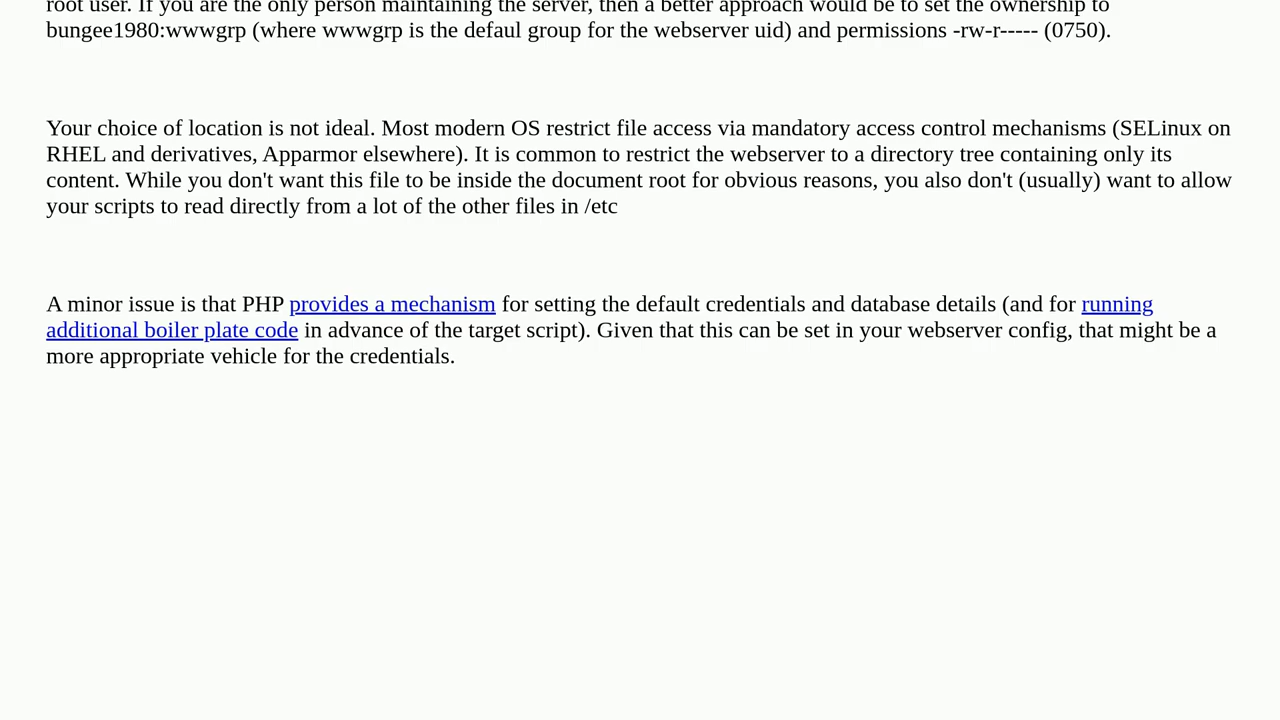 root user. If you are the only person maintaining the server, then a better approach would be to set the ownership to
bungee1980:wwwgrp (where wwwgrp is the defaul group for the webserver uid) and permissions -rw-r----- (0750).
Your choice of location is not ideal. Most modern OS restrict file access via mandatory access control mechanisms (SELinux on
RHEL and derivatives, Apparmor elsewhere). It is common to restrict the webserver to a directory tree containing only its
content. While you don't want this file to be inside the document root for obvious reasons, you also don't (usually) want to allow
your scripts to read directly from a lot of the other files in /etc
A minor issue is that PHP provides a mechanism for setting the default credentials and database details (and for running
additional boiler plate code in advance of the target script). Given that this can be set in your webserver config, that might be a
more appropriate vehicle for the credentials.